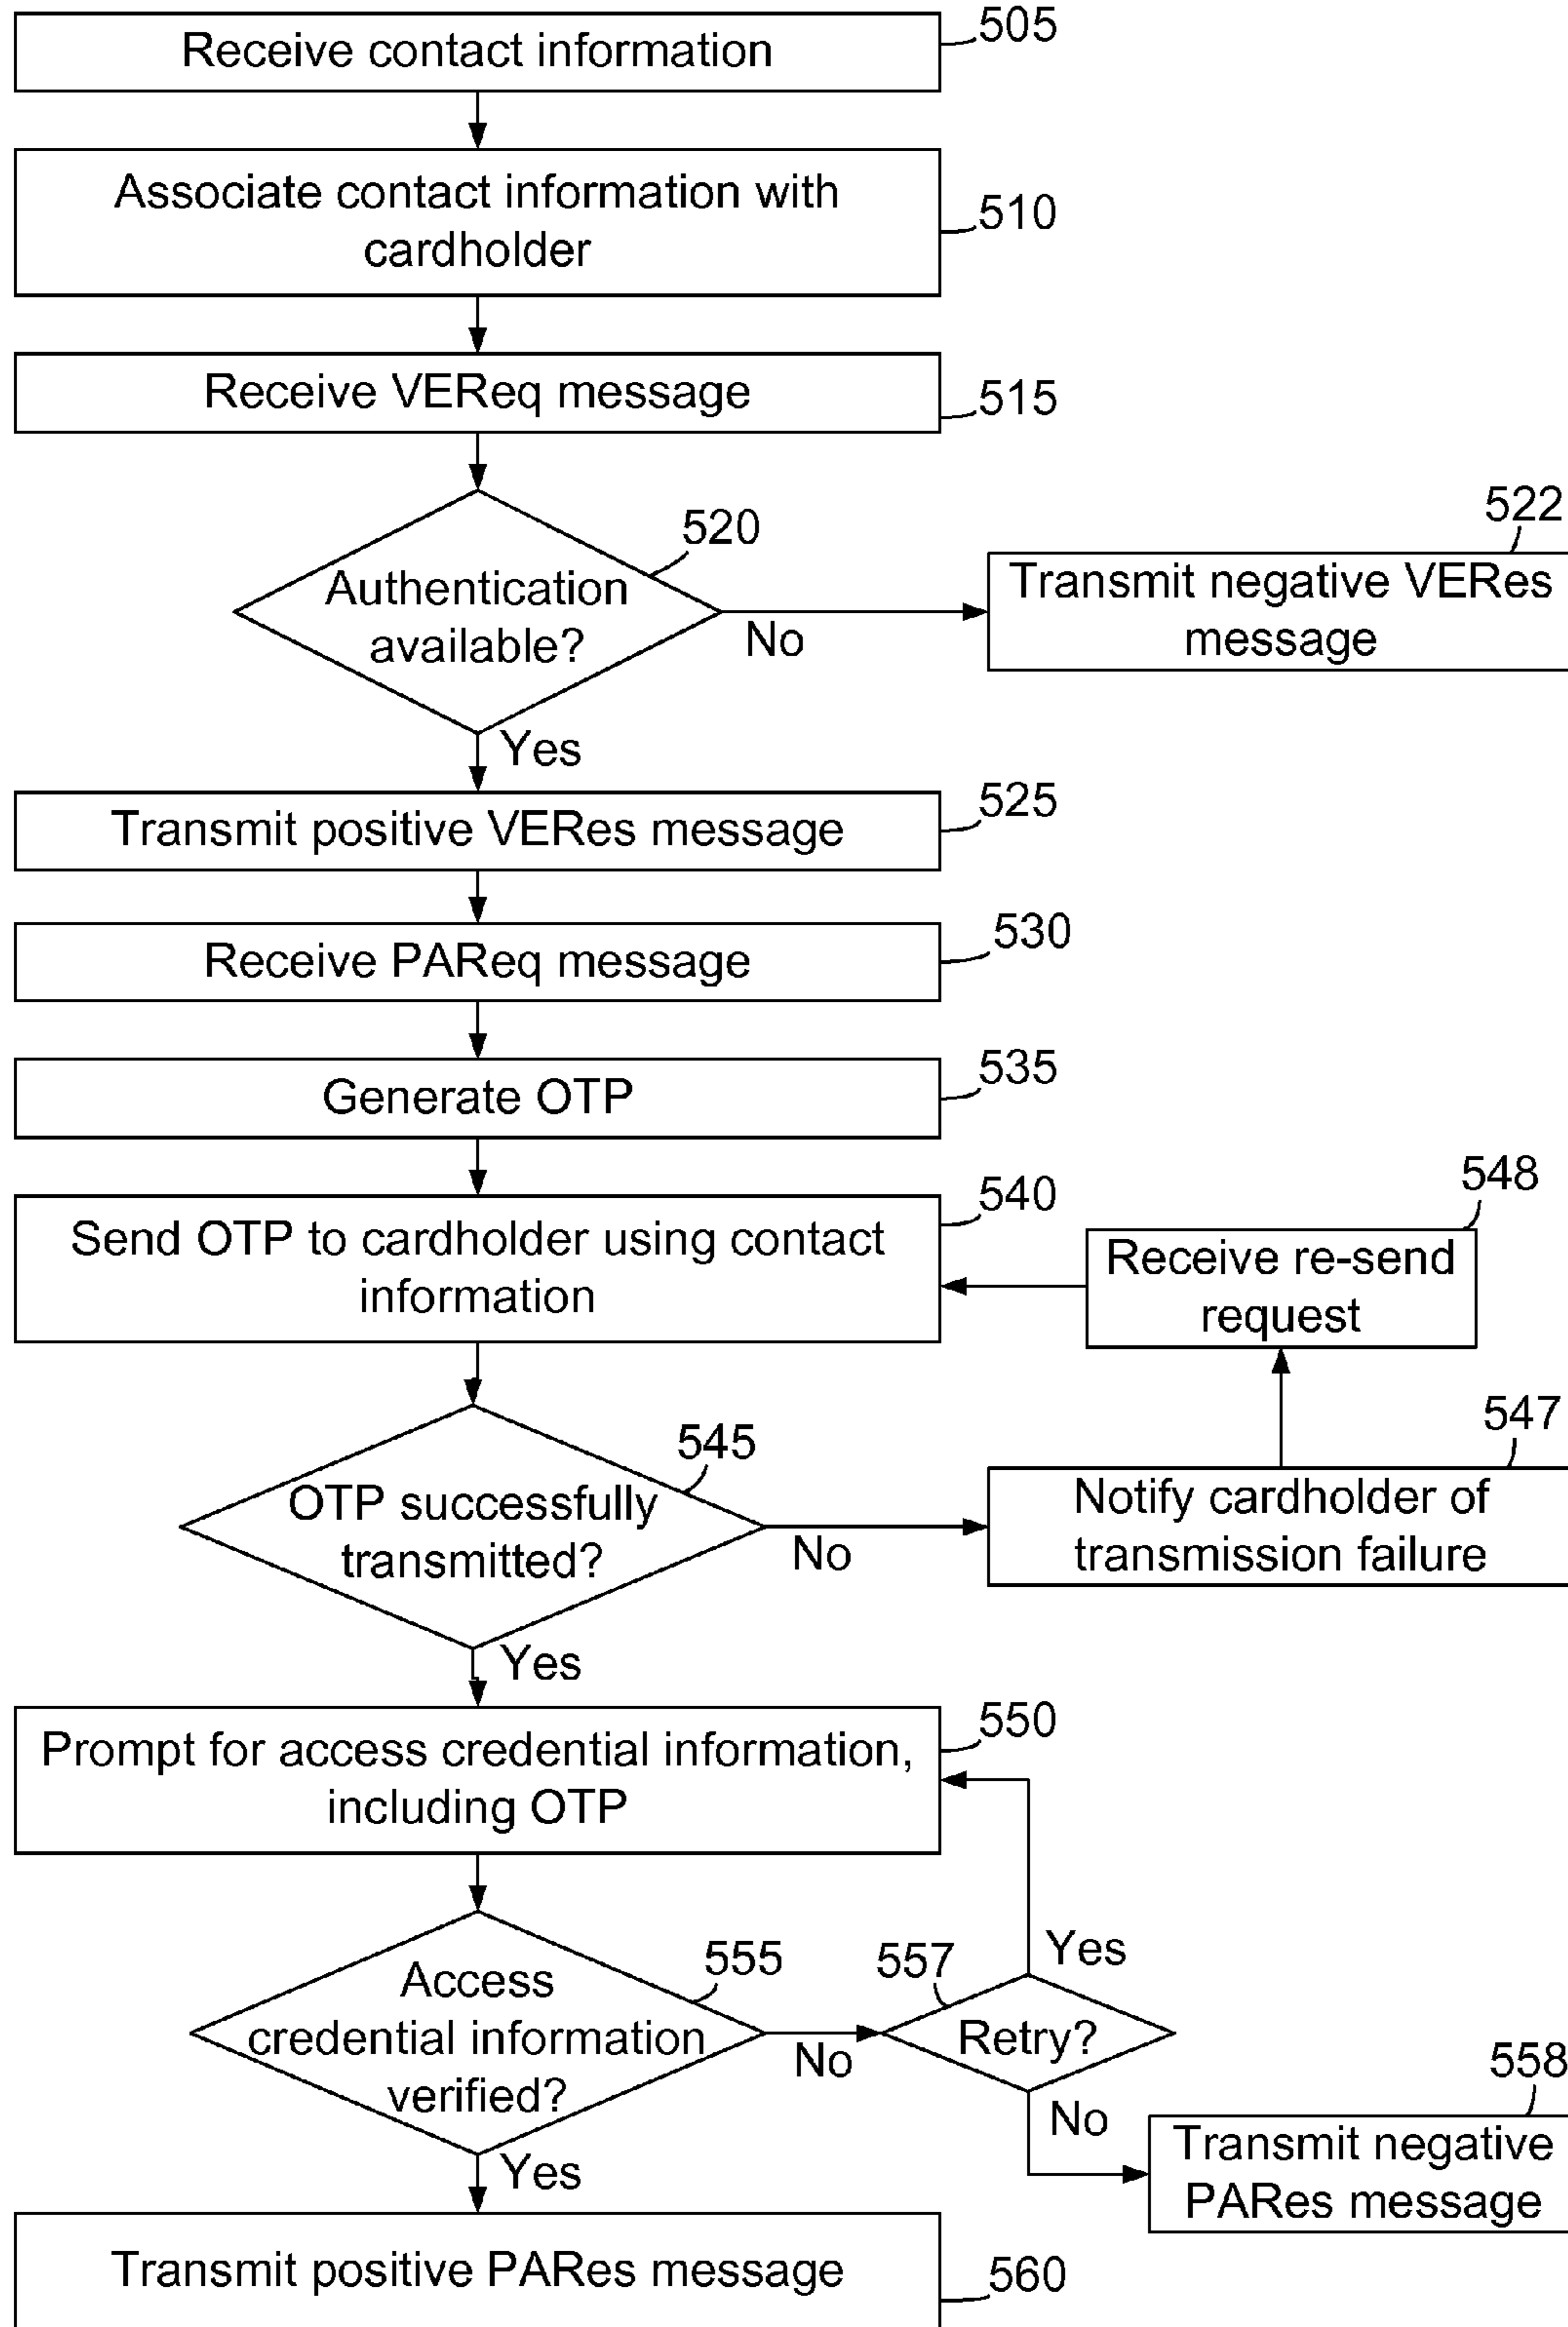 Receive contact information
505
Associate contact information with
cardholder
510
Receive VEReq message
515
520
Authentication
available?
No
522
Transmit negative VERes
message
Yes
Transmit positive VERes message
525
Receive PAReq message
530
Generate OTP
535
Send OTP to cardholder using contact
information
540
548
Receive re-send
request
545
OTP successfully
transmitted?
No
547
Notify cardholder of
transmission failure
Yes
Prompt for access credential information,
including OTP
550
Access
credential information
verified?
555
No
557
Retry?
Yes
No
558
Transmit negative
PARes message
Yes
Transmit positive PARes message
560